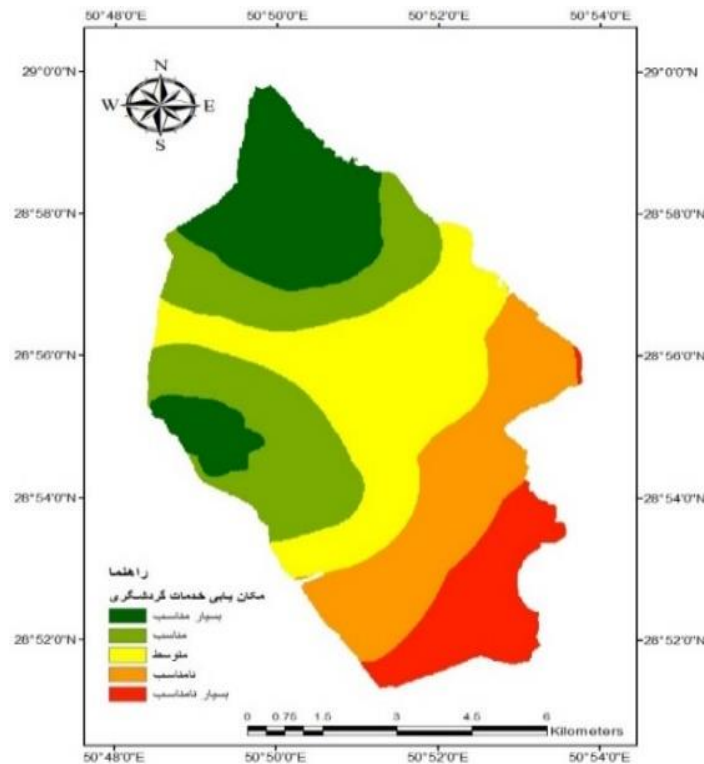 50°48'0"E 50°50'0"E 50°52'0"E 50°54'0"E
29°0'0"N 29°0'0"N
N
W E
S
28°58'0"N 28°58'0"N
28°56'0"N 28°56'0"N
28°54'0"N 28°54'0"N
راهنما
مکان یابی خدمات گردشگری
بسیار مناسب
مناسب
متوسط
نامناسب
بسیار نامناسب
28°52'0"N 28°52'0"N
0 0.75 1.5 3 4.5 6
Kilometers
50°48'0"E 50°50'0"E 50°52'0"E 50°54'0"E